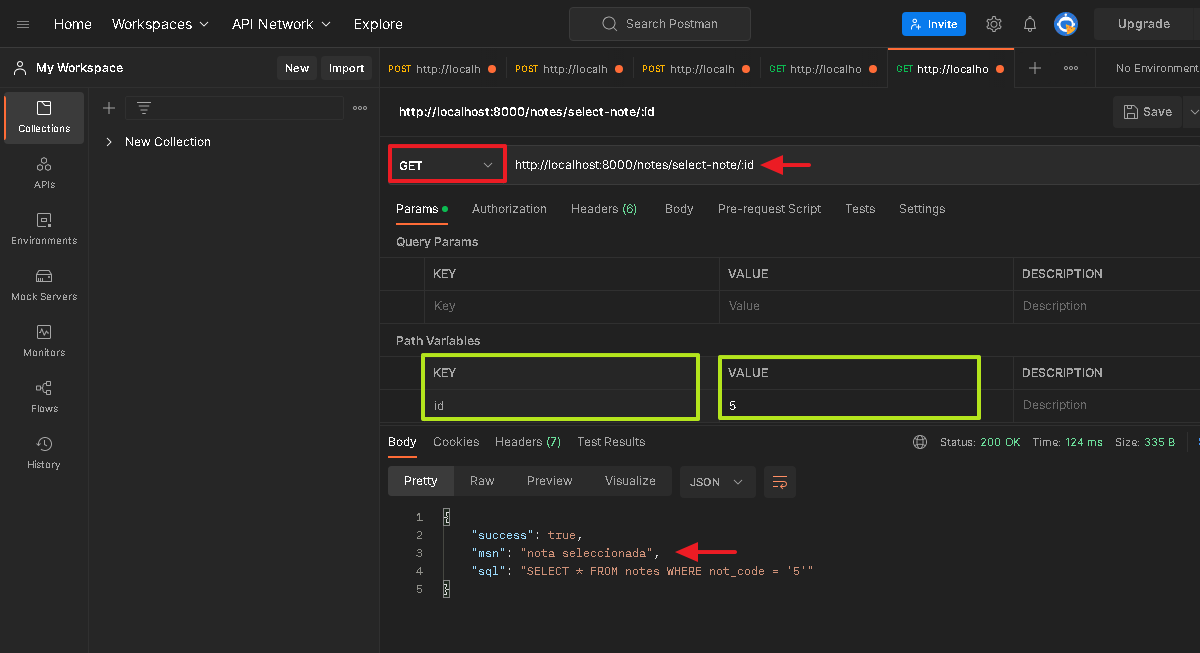 Home Workspaces API Network Explore Search Postman Invite Upgrade
My Workspace New Import POST http://localh POST http://localh POST http://localh GET http://localho GET http://localho No Environment
http://localhost:8000/notes/select-note/:id Save
Collections
New Collection
GET http://localhost:8000/notes/select-note/:id
APIs
Params Authorization Headers (6) Body Pre-request Script Tests Settings
Environments
Query Params
KEY VALUE DESCRIPTION
Mock Servers
Key Value Description
Path Variables
Monitors
KEY VALUE DESCRIPTION
id 5 Description
Flows
Body Cookies Headers (7) Test Results Status: 200 OK Time: 124 ms Size: 335 B
History
Pretty Raw Preview Visualize JSON
1 {
2 "success": true,
3 "msn": "nota seleccionada",
4 "sql": "SELECT * FROM notes WHERE not_code = '5'"
5 }